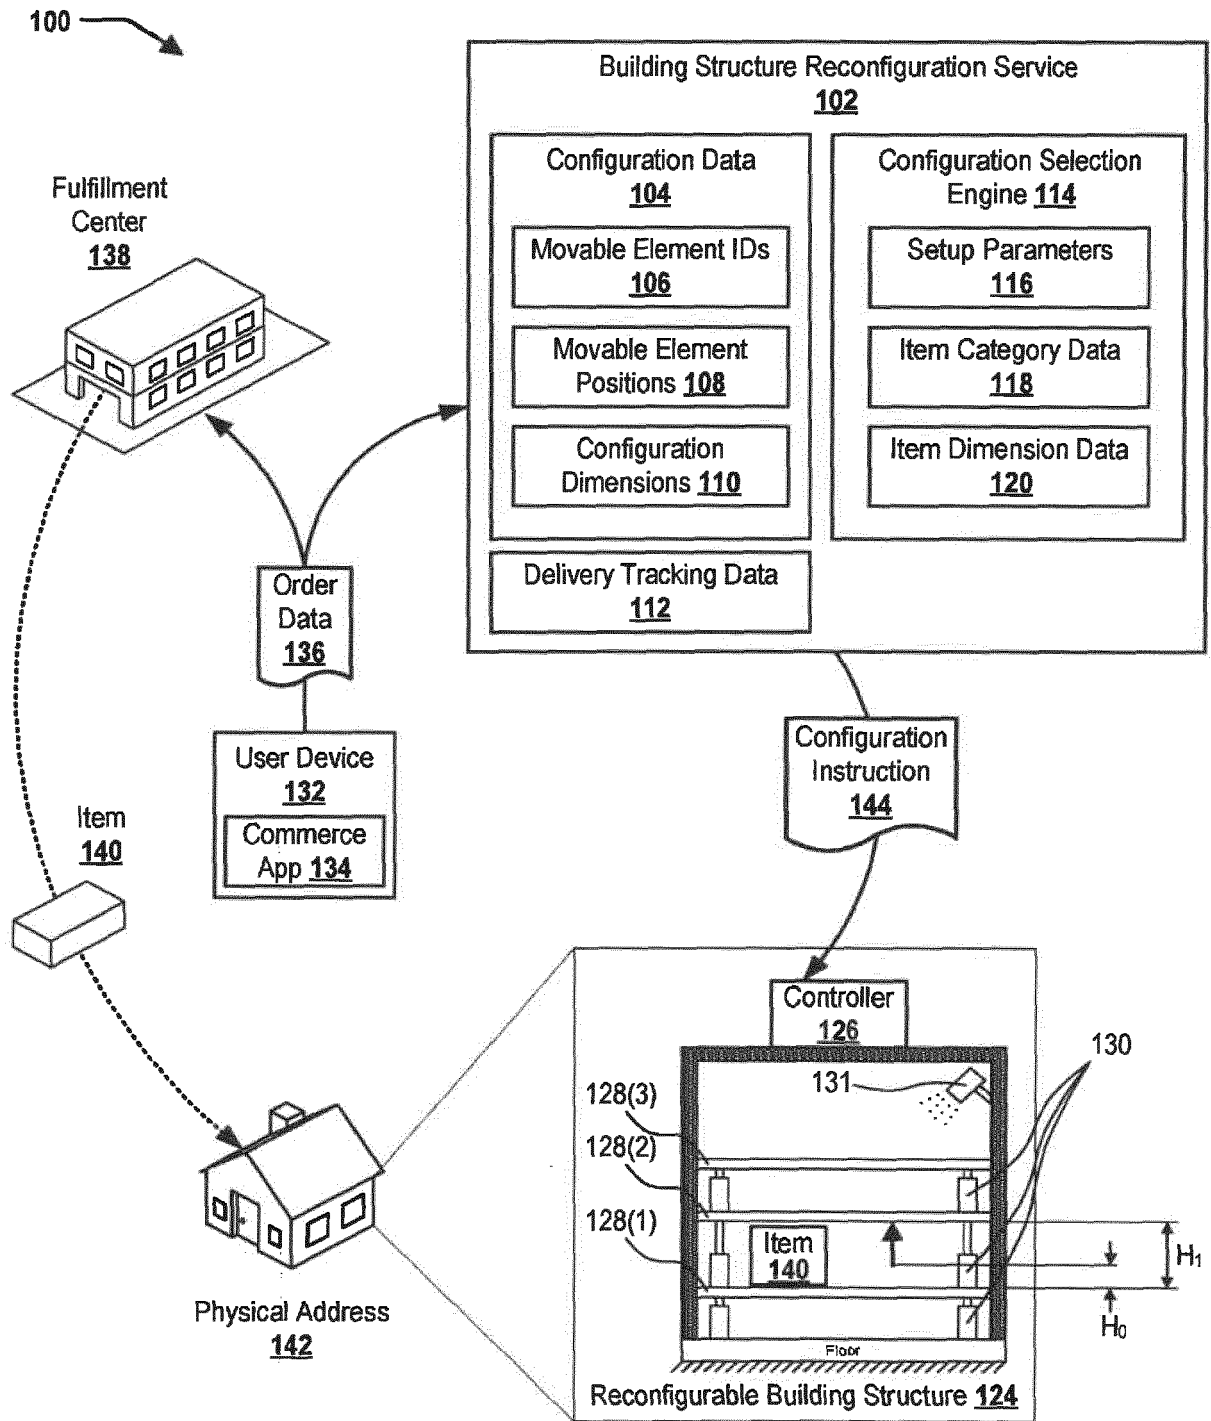 100
Building Structure Reconfiguration Service
102
Configuration Data
104
Movable Element IDs
106
Movable Element
Positions 108
Configuration
Dimensions 110
Delivery Tracking Data
112
Configuration Selection
Engine 114
Setup Parameters
116
Item Category Data
118
Item Dimension Data
120
Fulfillment
Center
138
Order
Data
136
User Device
132
Commerce
App 134
Item
140
Configuration
Instruction
144
Physical Address
142
Controller
126
130
131
128(3)
128(2)
128(1)
Item
140
H1
H0
Floor
Reconfigurable Building Structure 124